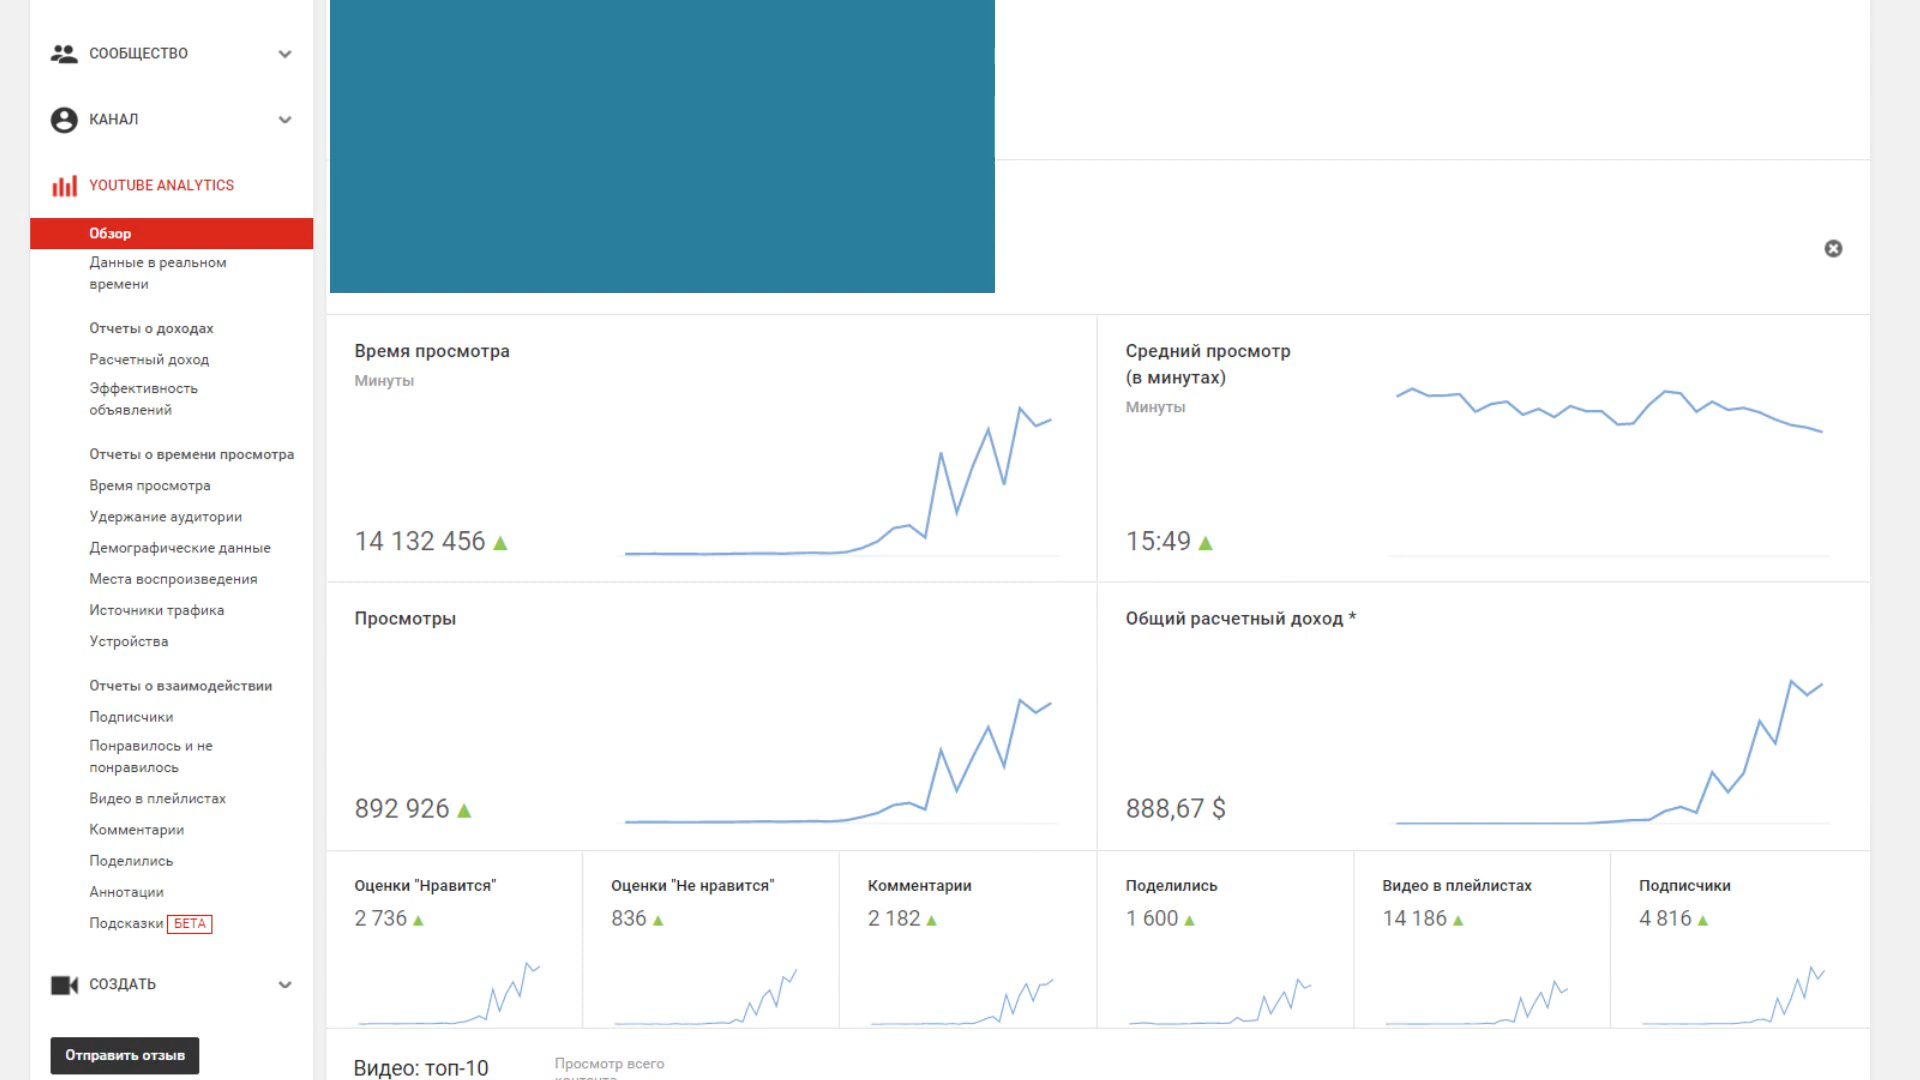 СООБЩЕСТВО
КАНАЛ
YOUTUBE ANALYTICS
Обзор
Данные в реальном
времени
Отчеты о доходах
Расчетный доход
Эффективность
объявлений
Отчеты о времени просмотра
Время просмотра
Удержание аудитории
Демографические данные
Места воспроизведения
Источники трафика
Устройства
Отчеты о взаимодействии
Подписчики
Понравилось и не
понравилось
Видео в плейлистах
Комментарии
Поделились
Аннотации
Подсказки БЕТА
СОЗДАТЬ
Отправить отзыв
Время просмотра
Минуты
14 132 456
Средний просмотр
(в минутах)
Минуты
15:49
Просмотры
892 926
Общий расчетный доход *
888,67 $
Оценки "Нравится"
2 736
Оценки "Не нравится"
836
Комментарии
2 182
Поделились
1 600
Видео в плейлистах
14 186
Подписчики
4 816
Видео: топ-10
Просмотр всего